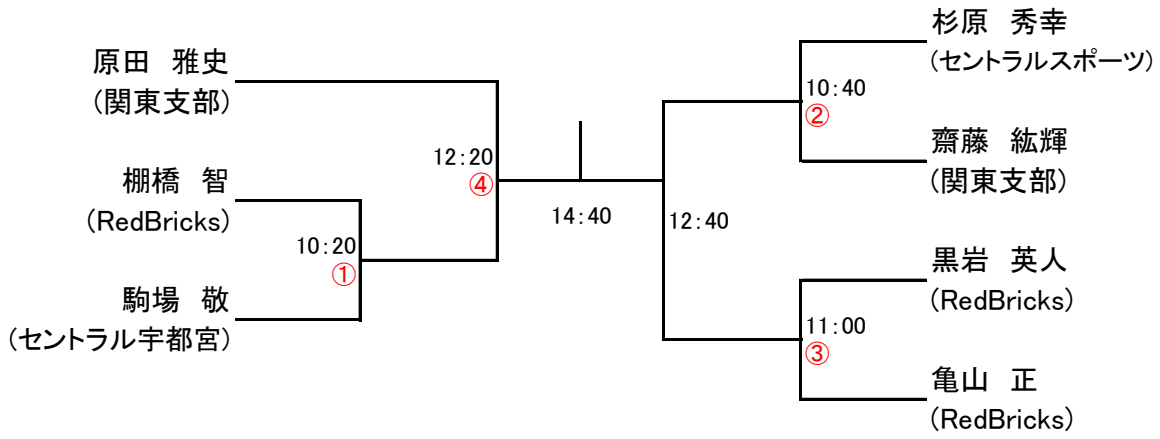 原田　雅史
(関東支部)
棚橋　智
(RedBricks)
駒場　敬
(セントラル宇都宮)
10:20
①
12:20
④
14:40
12:40
10:40
②
11:00
③
杉原　秀幸
(セントラルスポーツ)
齋藤　紘輝
(関東支部)
黒岩　英人
(RedBricks)
亀山　正
(RedBricks)